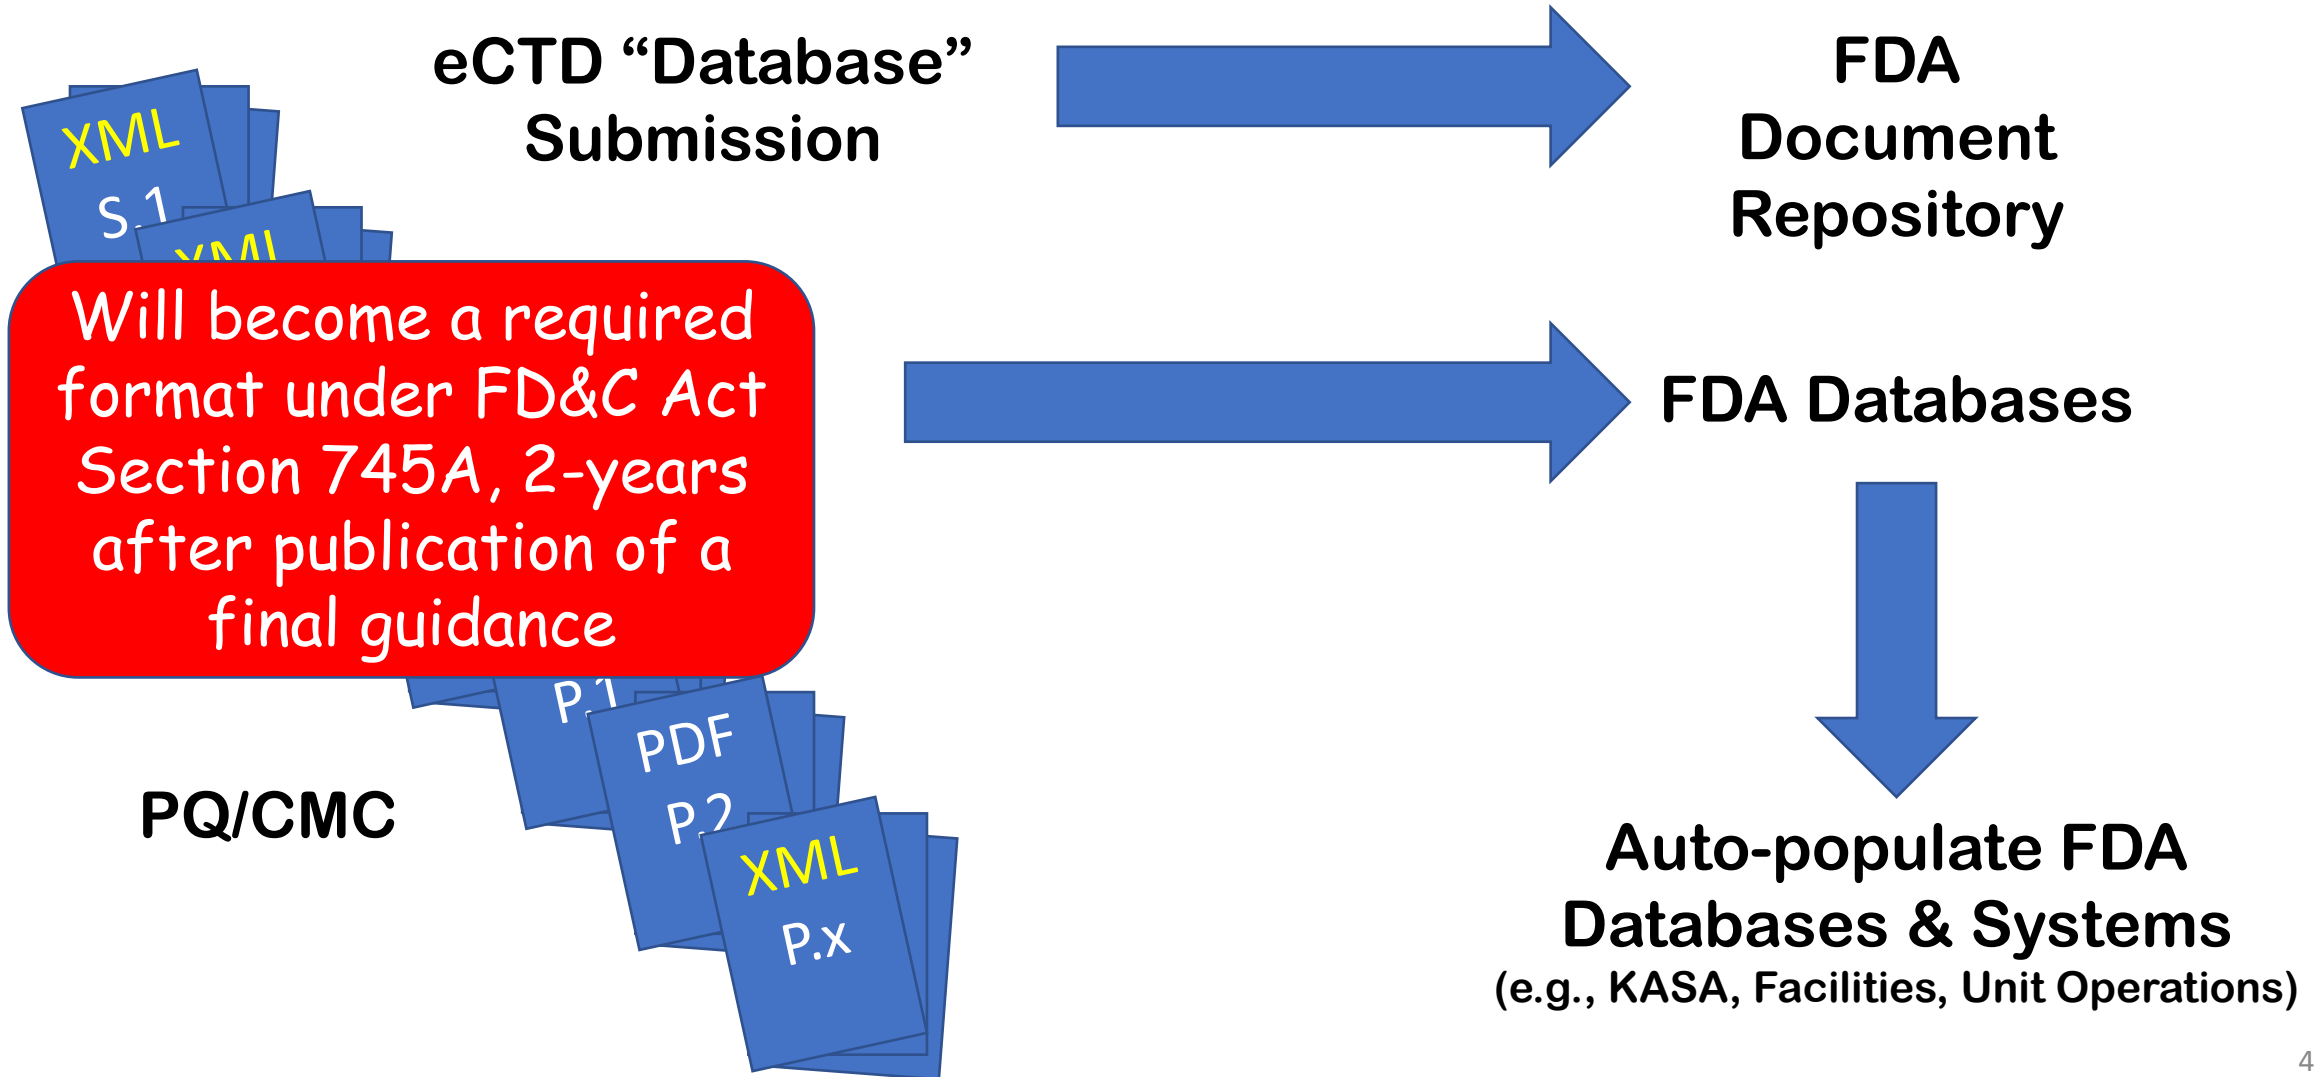 eCTD “Database”
Submission
FDA
Document
Repository
XML
S.1
XML
Will become a required
format under FD&C Act
Section 745A, 2-years
after publication of a
final guidance
FDA Databases
P.1
PDF
P.2
XML
P.x
PQ/CMC
Auto-populate FDA
Databases & Systems
(e.g., KASA, Facilities, Unit Operations)
4